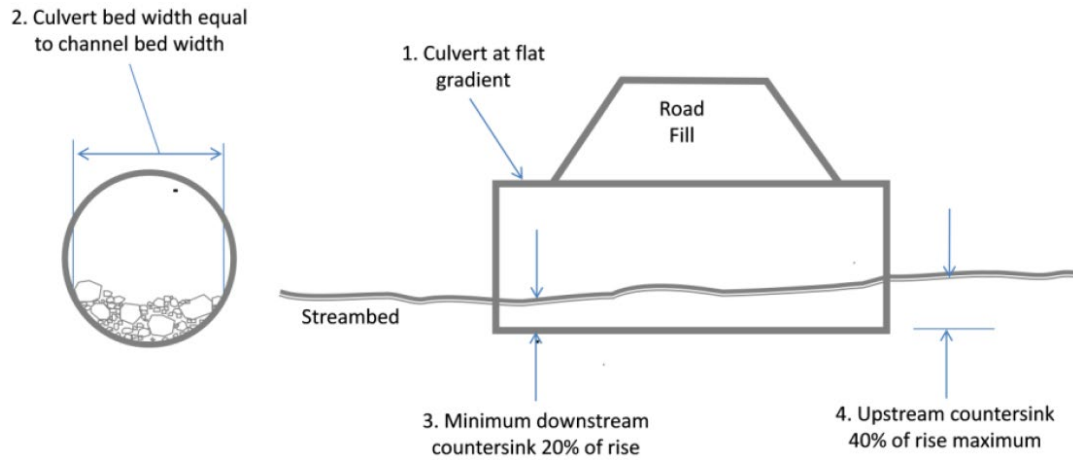 2. Culvert bed width equal
to channel bed width
1. Culvert at flat
gradient
Road
Fill
Streambed
3. Minimum downstream
countersink 20% of rise
4. Upstream countersink
40% of rise maximum